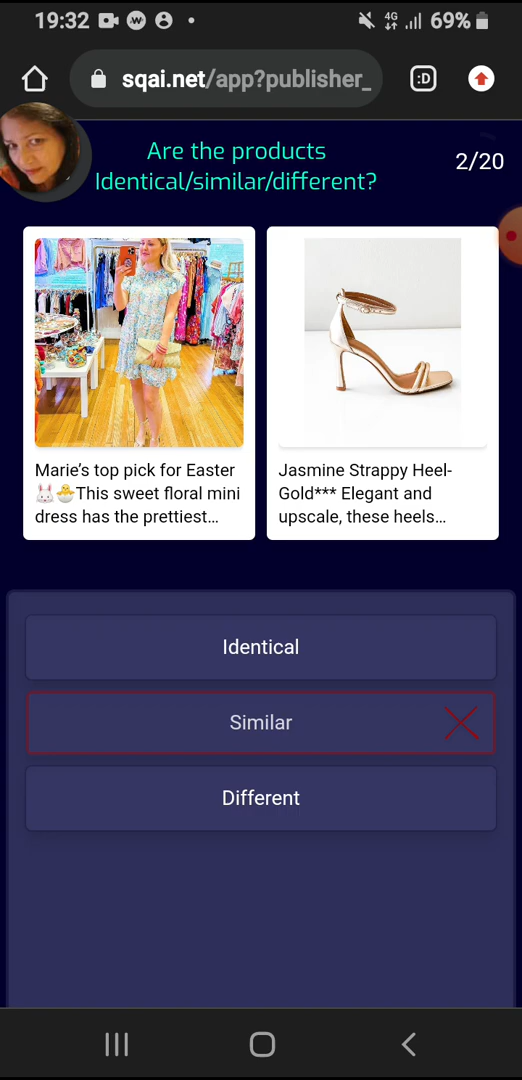 19:32 4G 69%
sqai.net/app?publisher_ :D
Are the products
Identical/similar/different?
2/20
Marie’s top pick for Easter
🐰🐣This sweet floral mini
dress has the prettiest...
Jasmine Strappy Heel-
Gold*** Elegant and
upscale, these heels...
Identical
Similar
Different